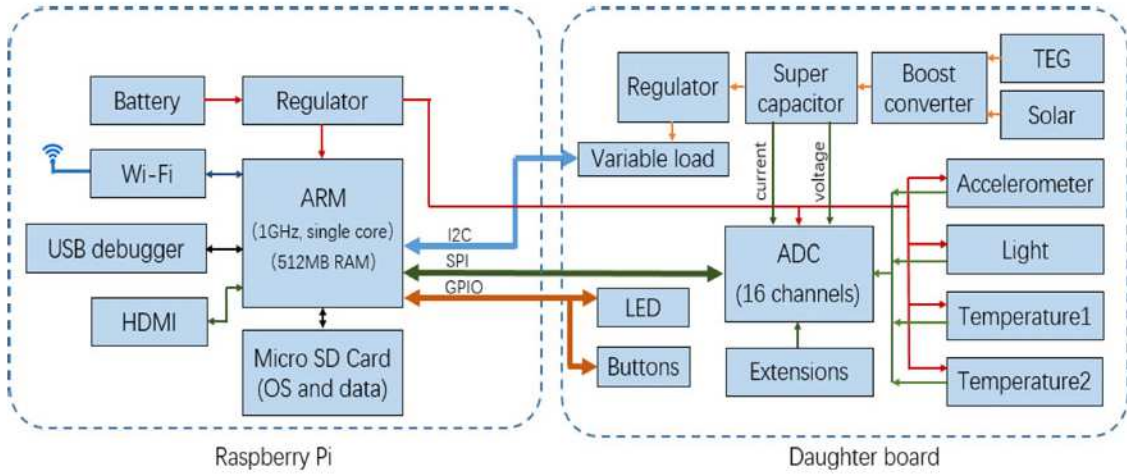 Battery
Regulator
Wi-Fi
ARM
(1GHz, single core)
(512MB RAM)
USB debugger
HDMI
Micro SD Card
(OS and data)
I2C
SPI
GPIO
Raspberry Pi
Regulator
Super
capacitor
Boost
converter
TEG
Solar
Variable load
current
voltage
ADC
(16 channels)
Accelerometer
Light
Temperature1
Temperature2
LED
Buttons
Extensions
Daughter board